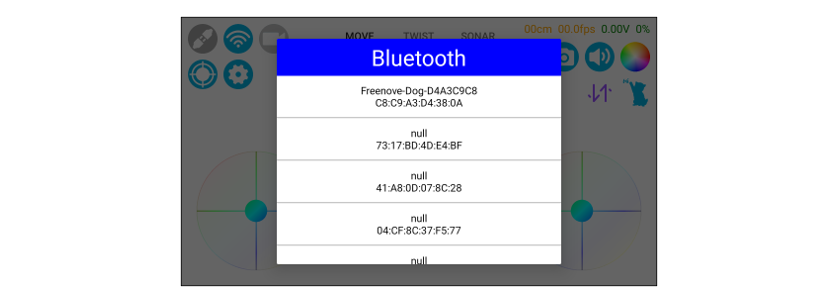 MOVE TWIST SONAR 00cm 00.0fps 0.00V 0%
Bluetooth
Freenove-Dog-D4A3C9C8
C8:C9:A3:D4:38:0A
null
73:17:BD:4D:E4:BF
null
41:A8:0D:07:8C:28
null
04:CF:8C:37:F5:77
null